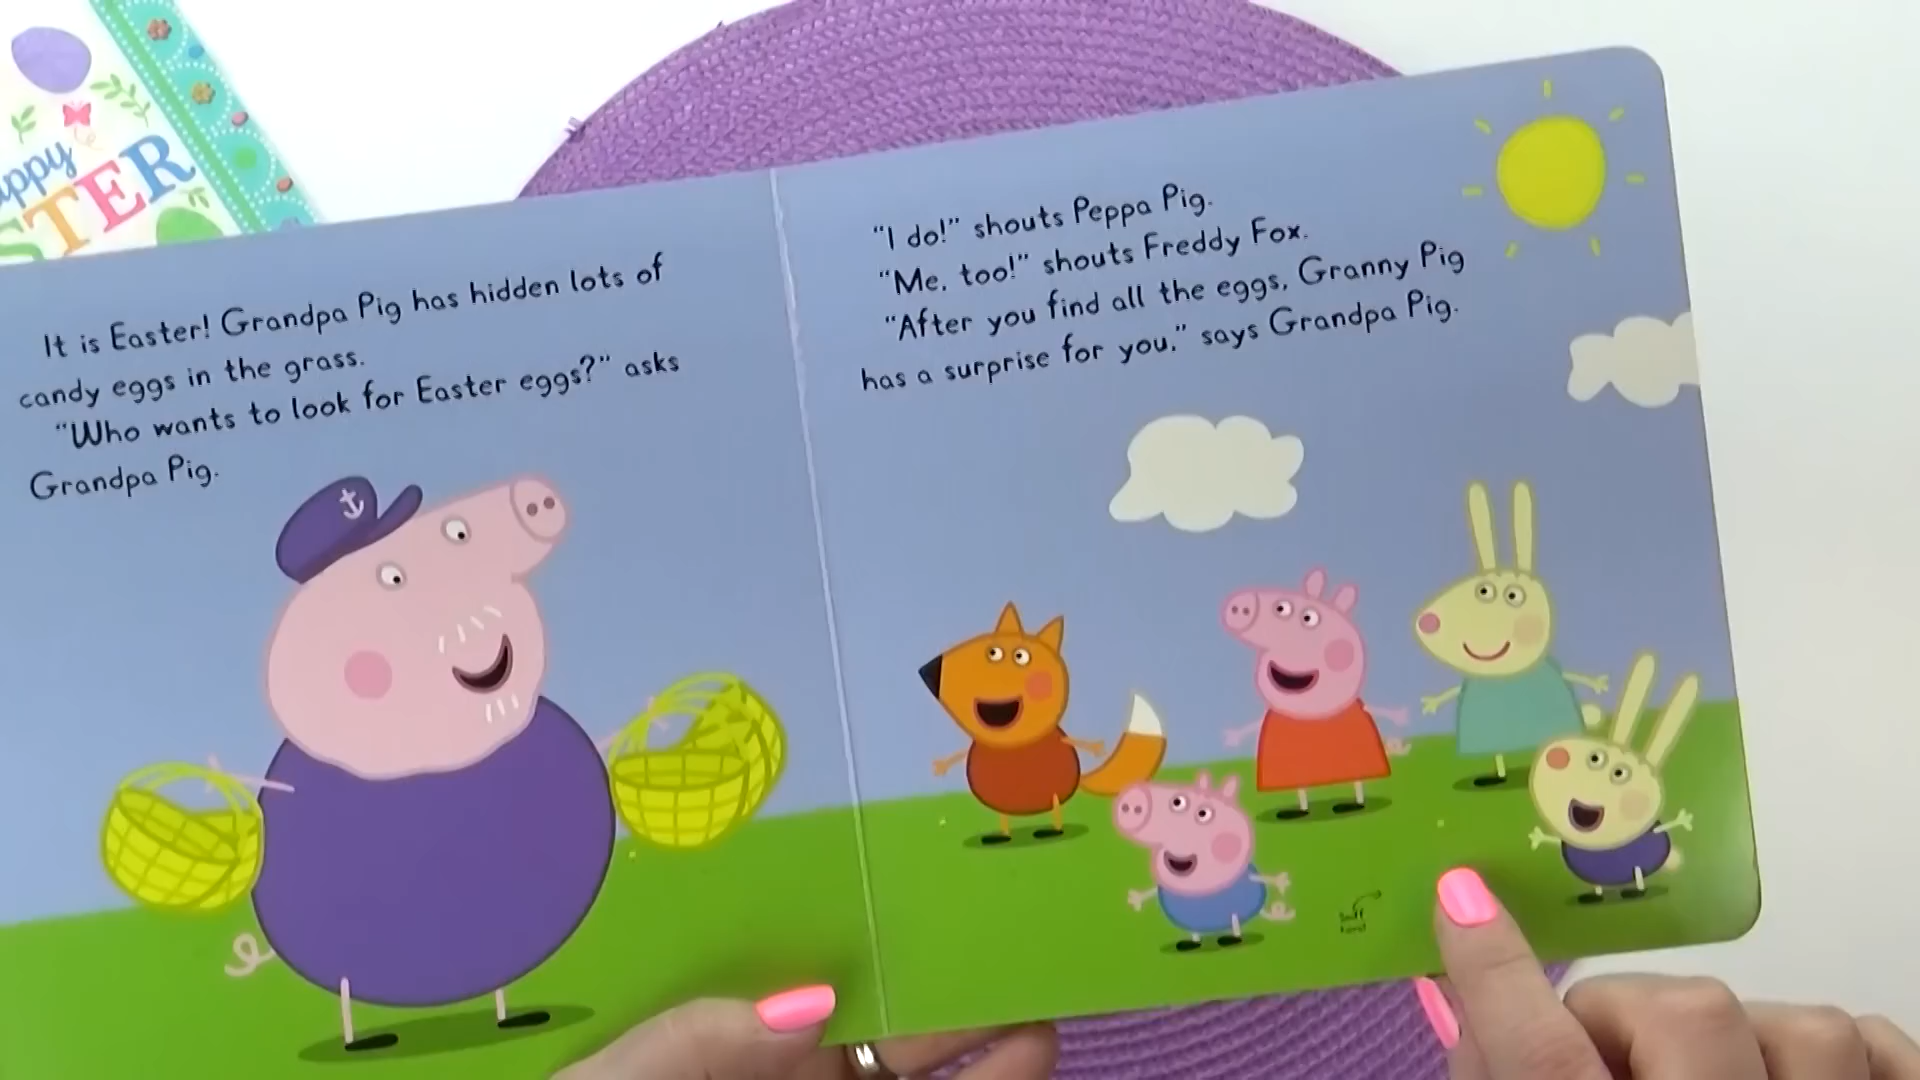 appy
STER
It is Easter! Grandpa Pig has hidden lots of
candy eggs in the grass.
“Who wants to look for Easter eggs?” asks
Grandpa Pig.
“I do!” shouts Peppa Pig.
“Me, too!” shouts Freddy Fox.
“After you find all the eggs, Granny Pig
has a surprise for you,” says Grandpa Pig.